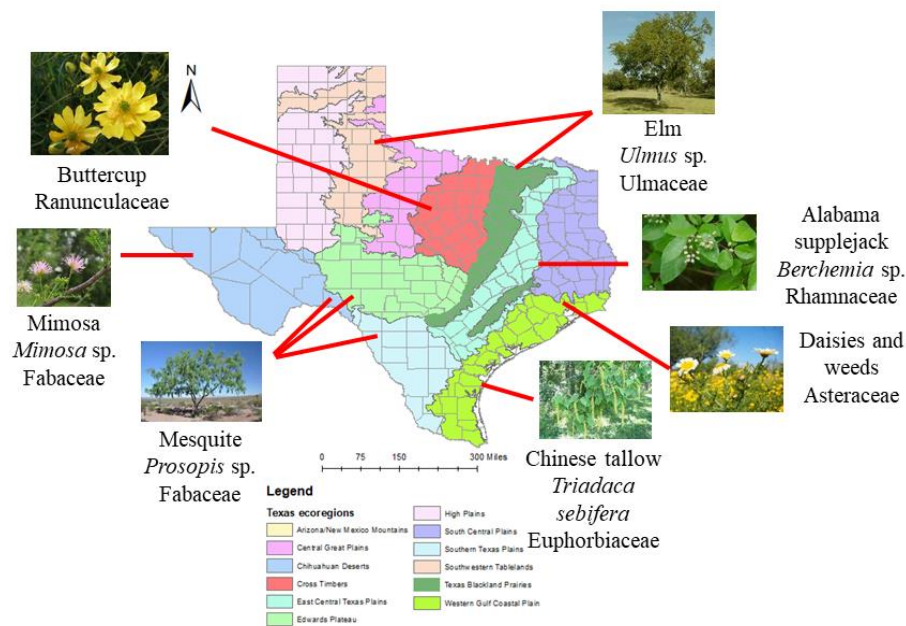 N
Buttercup
Ranunculaceae
Elm
Ulmus sp.
Ulmaceae
Alabama
supplejack
Berchemia sp.
Rhamnaceae
Mimosa
Mimosa sp.
Fabaceae
Daisies and
weeds
Asteraceae
Mesquite
Prosopis sp.
Fabaceae
Chinese tallow
Triadaca
sebifera
Euphorbiaceae
0 75 150 300 Miles
Legend
Texas ecoregions
Arizona/New Mexico Mountains
Central Great Plains
Chihuahuan Deserts
Cross Timbers
East Central Texas Plains
Edwards Plateau
High Plains
South Central Plains
Southern Texas Plains
Southwestern Tablelands
Texas Blackland Prairies
Western Gulf Coastal Plain